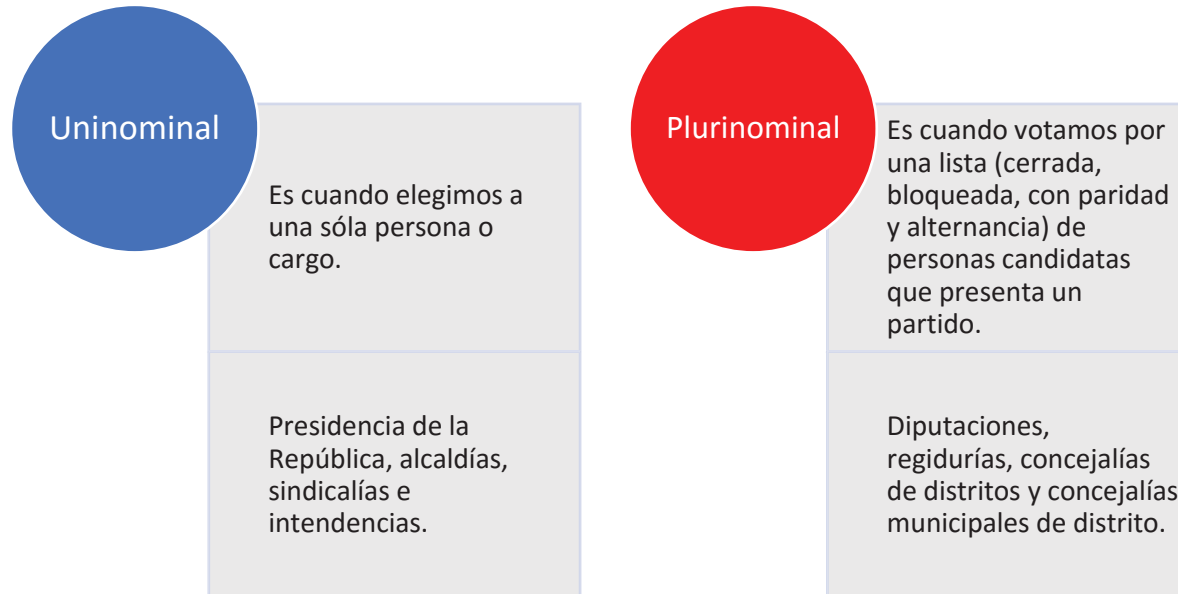 Uninominal
Es cuando elegimos a
una sóla persona o
cargo.
Presidencia de la
República, alcaldías,
sindicalías e
intendencias.
Plurinominal
Es cuando votamos por
una lista (cerrada,
bloqueada, con paridad
y alternancia) de
personas candidatas
que presenta un
partido.
Diputaciones,
regidurías, concejalías
de distritos y concejalías
municipales de distrito.